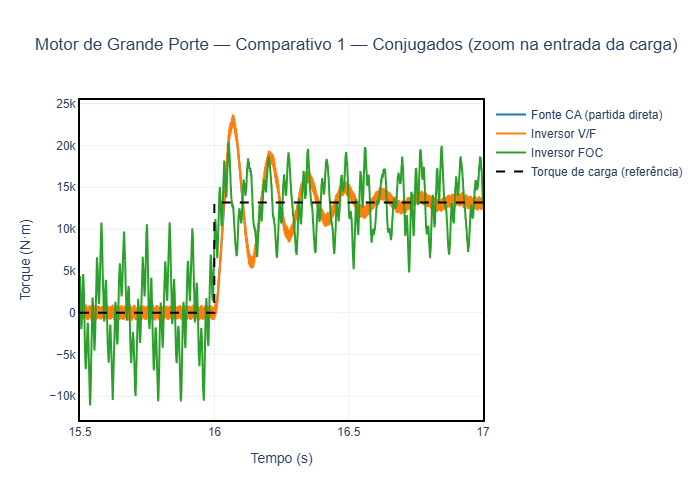 Motor de Grande Porte — Comparativo 1 — Conjugados (zoom na entrada da carga)
25k
20k
15k
10k
5k
0
−5k
−10k
Torque (N·m)
15.5
16
16.5
17
Tempo (s)
Fonte CA (partida direta)
Inversor V/F
Inversor FOC
Torque de carga (referência)